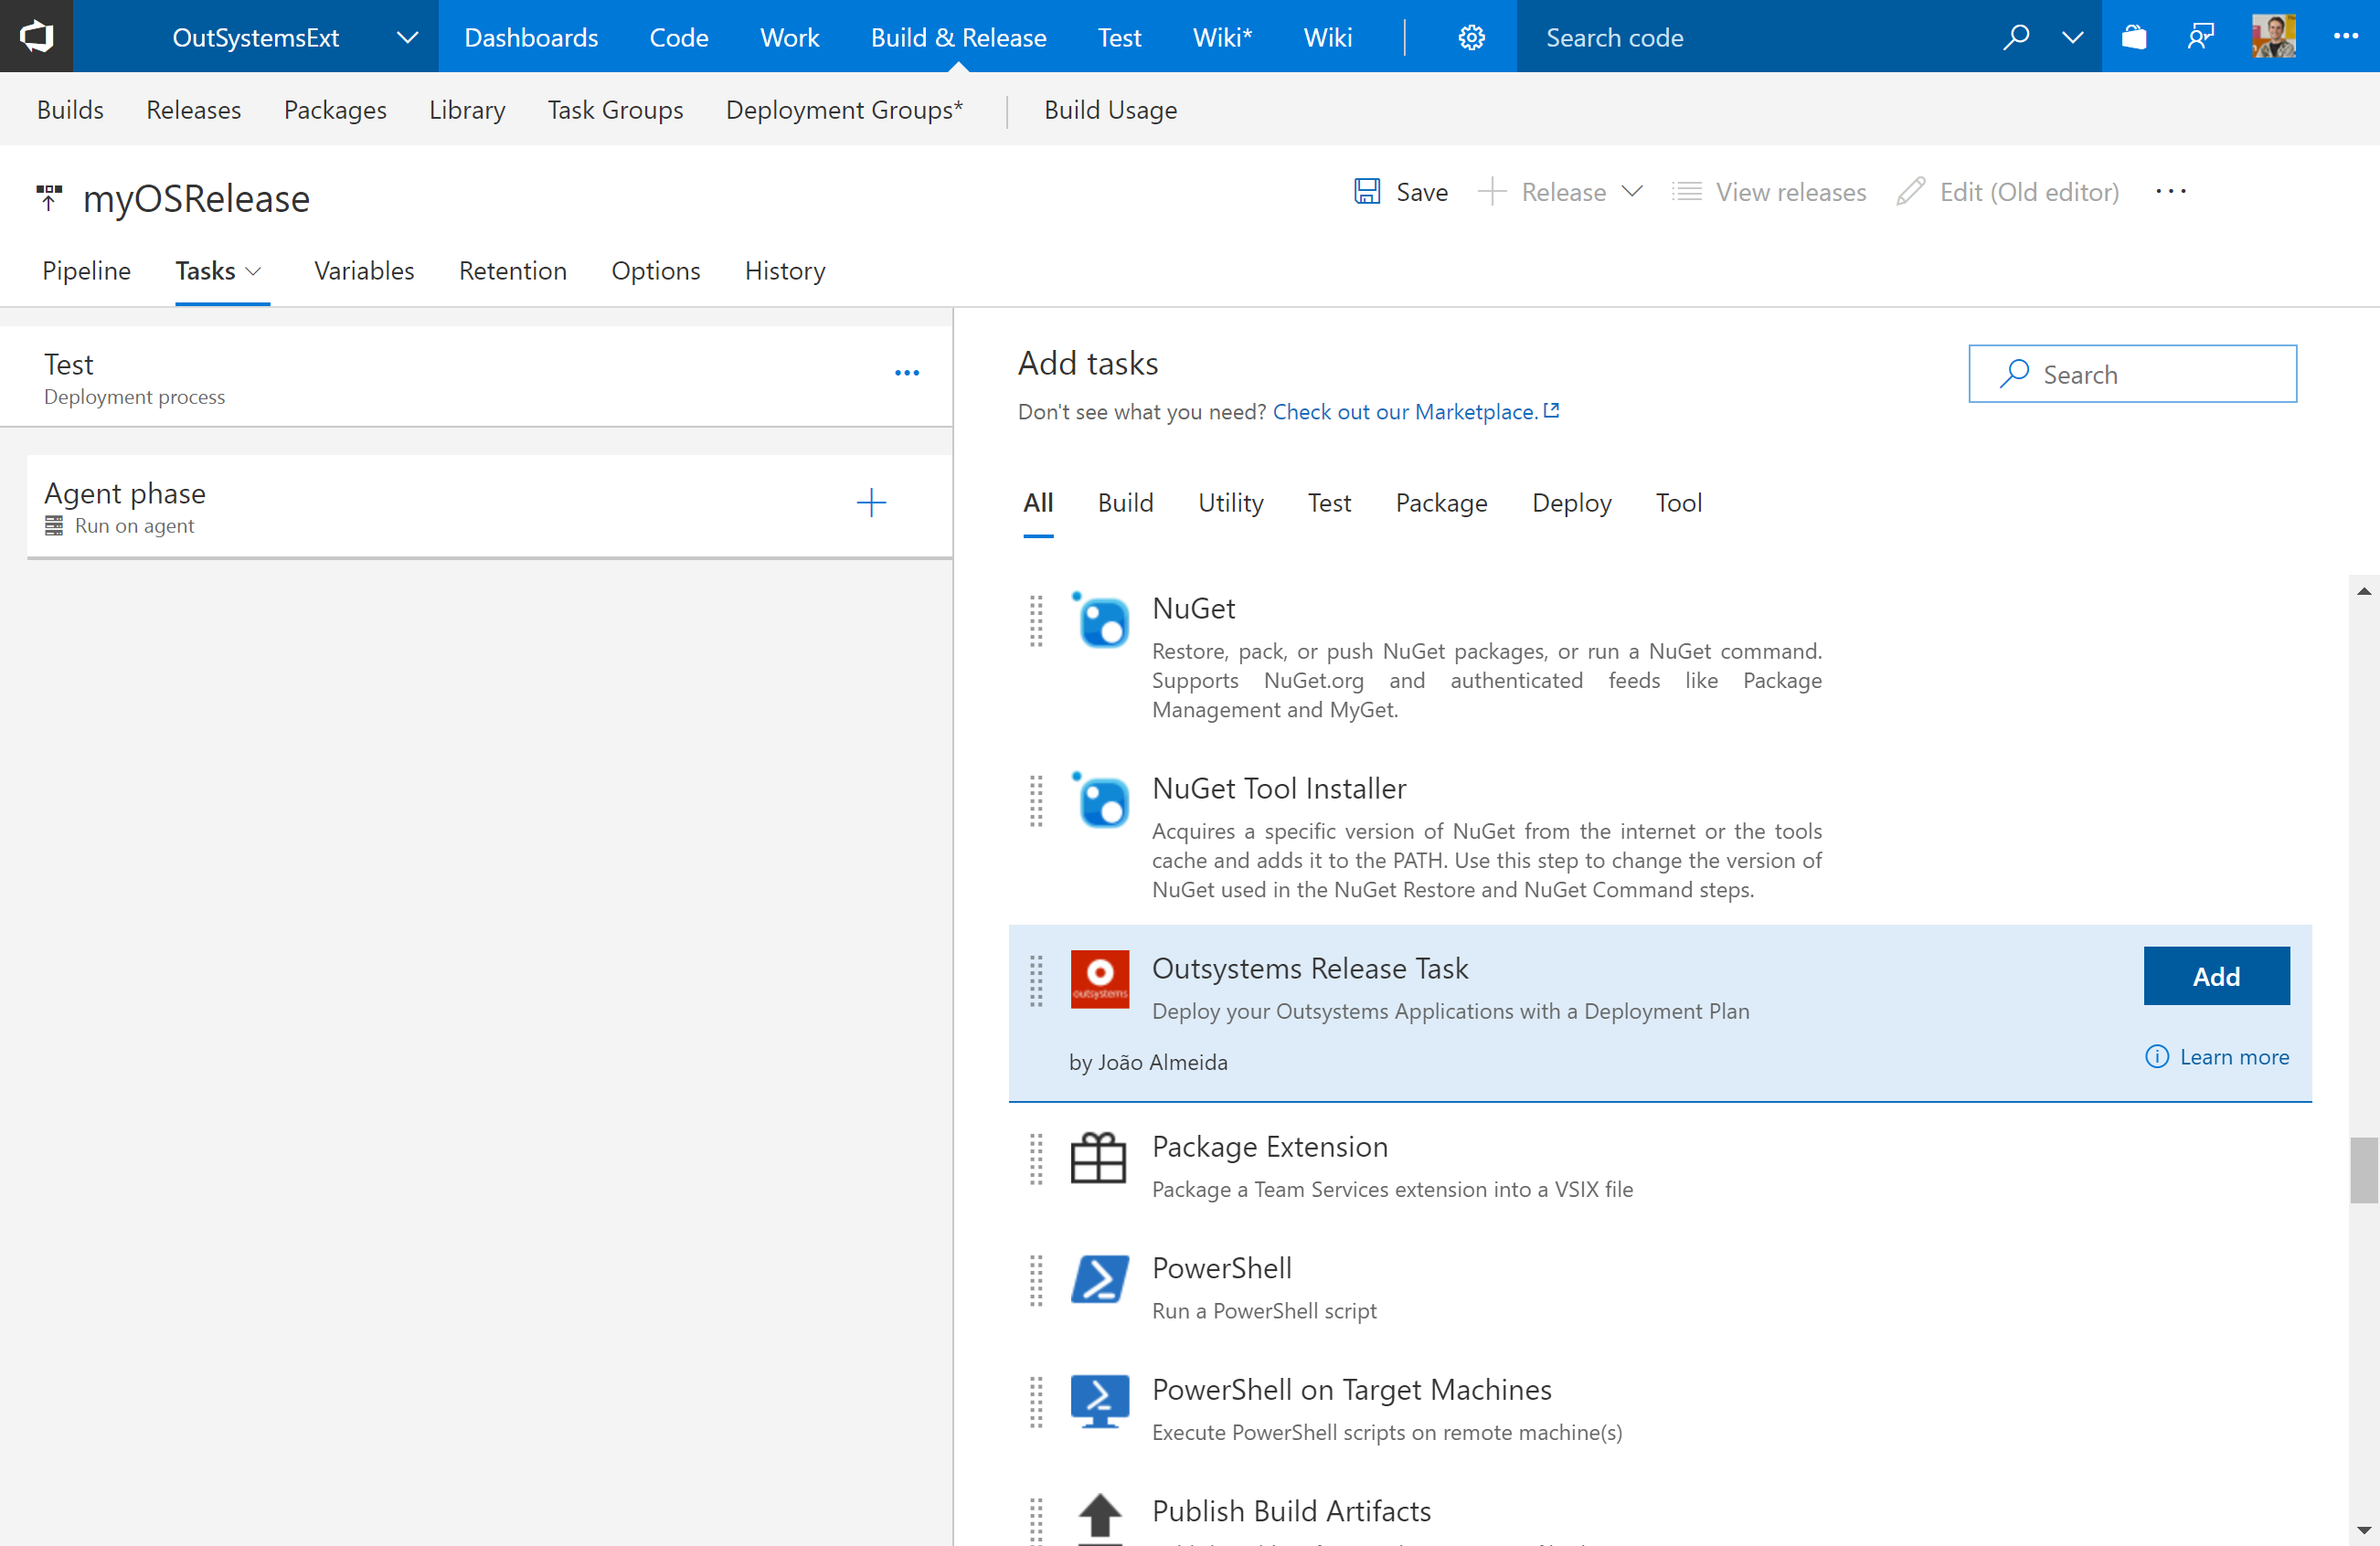 OutSystemsExt Dashboards Code Work Build & Release Test Wiki* Wiki Search code
Builds Releases Packages Library Task Groups Deployment Groups* Build Usage
myOSRelease
Save Release View releases Edit (Old editor) ...
Pipeline Tasks Variables Retention Options History
Test
Deployment process
Agent phase
Run on agent
Add tasks
Search
Don't see what you need? Check out our Marketplace.
All Build Utility Test Package Deploy Tool
NuGet
Restore, pack, or push NuGet packages, or run a NuGet command.
Supports NuGet.org and authenticated feeds like Package
Management and MyGet.
NuGet Tool Installer
Acquires a specific version of NuGet from the internet or the tools
cache and adds it to the PATH. Use this step to change the version of
NuGet used in the NuGet Restore and NuGet Command steps.
outsystems
Outsystems Release Task
Add
Deploy your Outsystems Applications with a Deployment Plan
by João Almeida
Learn more
Package Extension
Package a Team Services extension into a VSIX file
PowerShell
Run a PowerShell script
PowerShell on Target Machines
Execute PowerShell scripts on remote machine(s)
Publish Build Artifacts